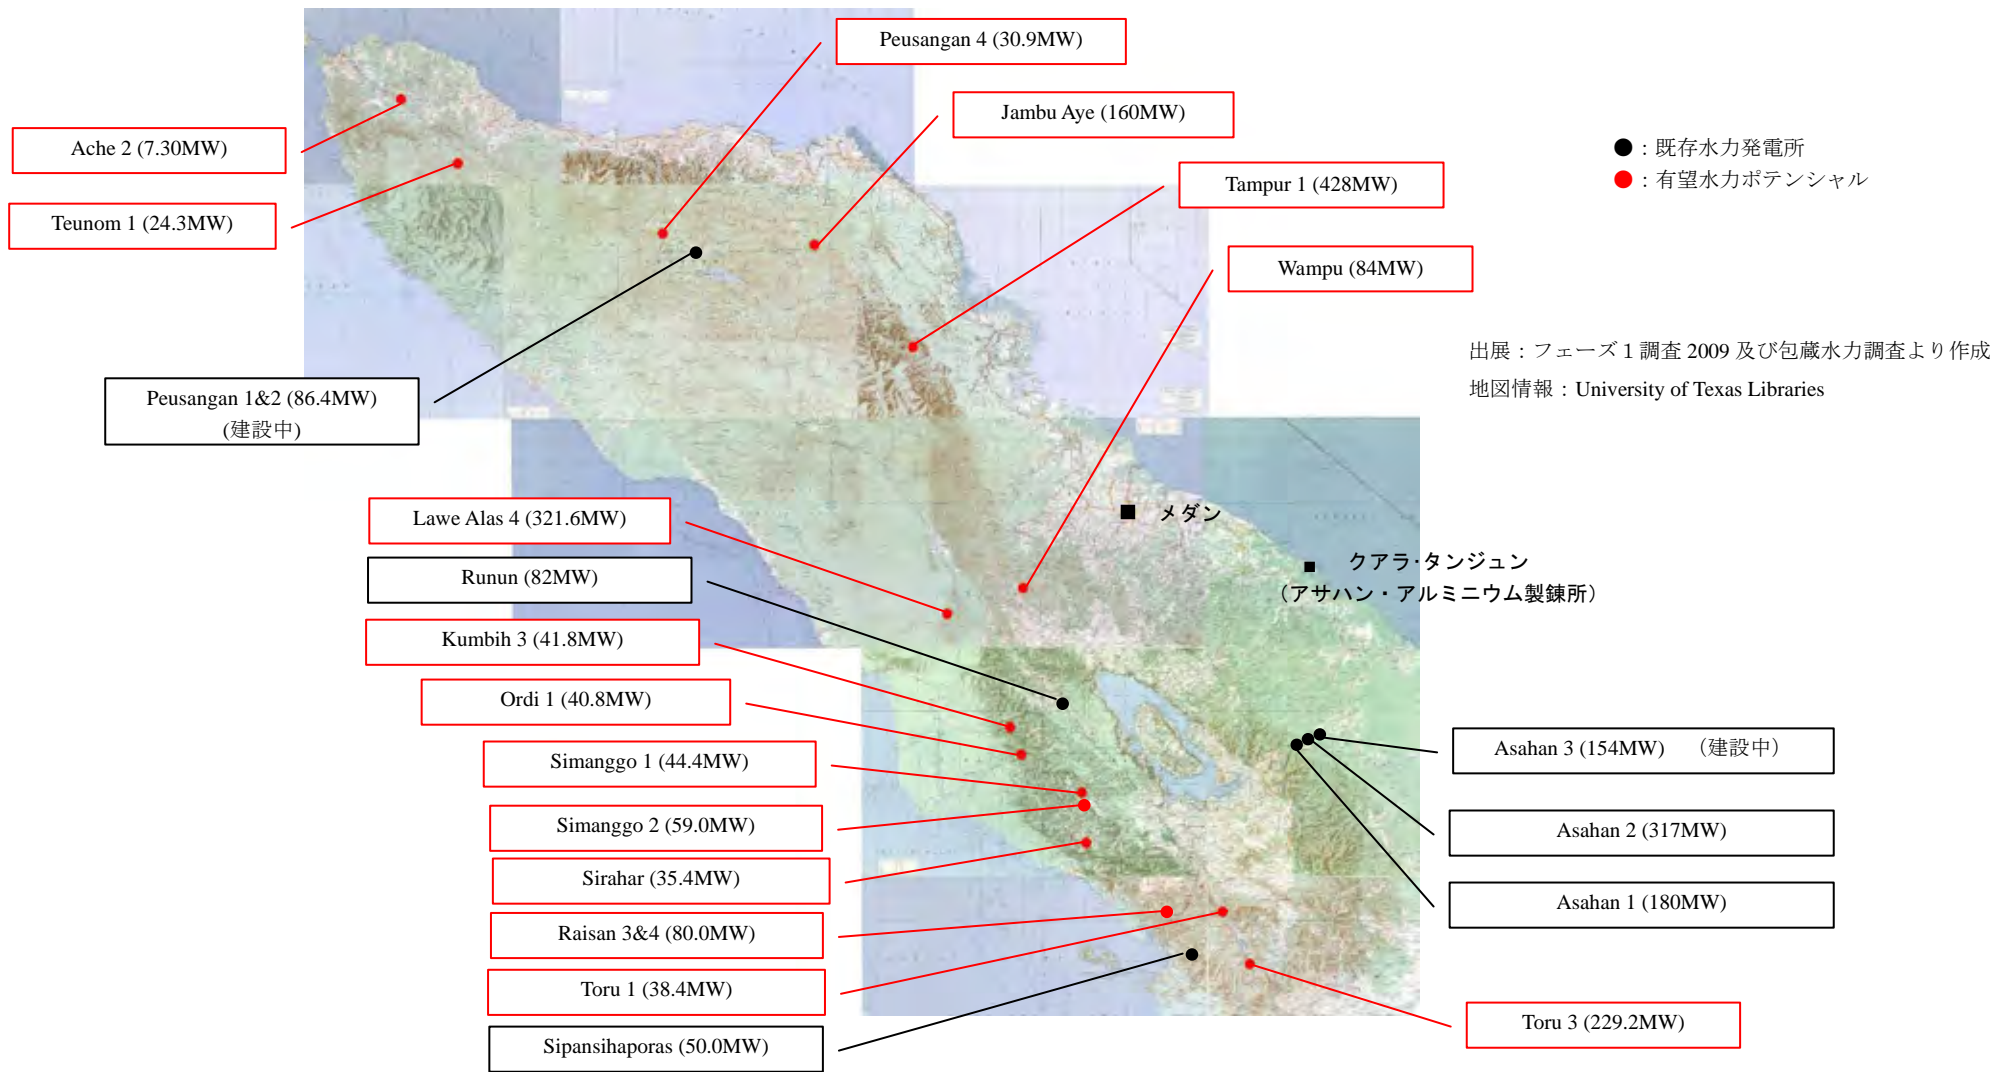 Peusangan 4 (30.9MW)
Jambu Aye (160MW)
Ache 2 (7.30MW)
●：既存水力発電所
●：有望水力ポテンシャル
Tampur 1 (428MW)
Teunom 1 (24.3MW)
Wampu (84MW)
出展：フェーズ 1 調査 2009 及び包蔵水力調査より作成
地図情報：University of Texas Libraries
Peusangan 1&2 (86.4MW)
(建設中)
Lawe Alas 4 (321.6MW)
メダン
Runun (82MW)
クアラ・タンジュン
（アサハン・アルミニウム製錬所）
Kumbih 3 (41.8MW)
Ordi 1 (40.8MW)
Simanggo 1 (44.4MW)
Asahan 3 (154MW) （建設中）
Simanggo 2 (59.0MW)
Asahan 2 (317MW)
Sirahar (35.4MW)
Asahan 1 (180MW)
Raisan 3&4 (80.0MW)
Toru 1 (38.4MW)
Toru 3 (229.2MW)
Sipansihaporas (50.0MW)